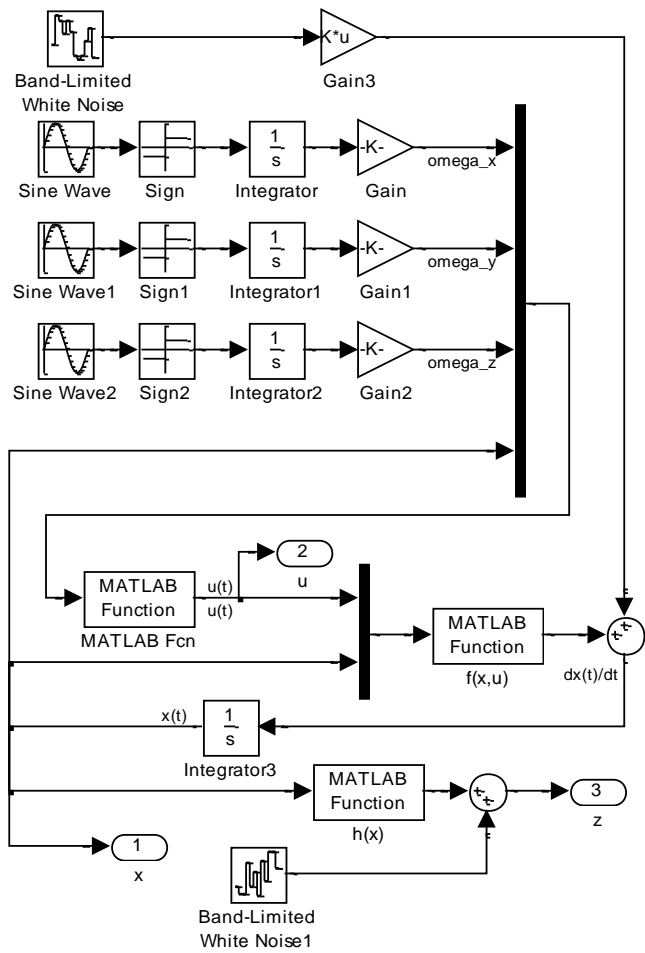 K*u
Band-Limited
White Noise
Gain3
1
s
-K-
omega_x
Sine Wave
Sign
Integrator
Gain
1
s
-K-
omega_y
Sine Wave1
Sign1
Integrator1
Gain1
1
s
-K-
omega_z
Sine Wave2
Sign2
Integrator2
Gain2
2
u
MATLAB
Function
u(t)
u(t)
MATLAB Fcn
MATLAB
Function
f(x,u)
dx(t)/dt
x(t)
1
s
Integrator3
MATLAB
Function
h(x)
3
z
1
x
Band-Limited
White Noise1